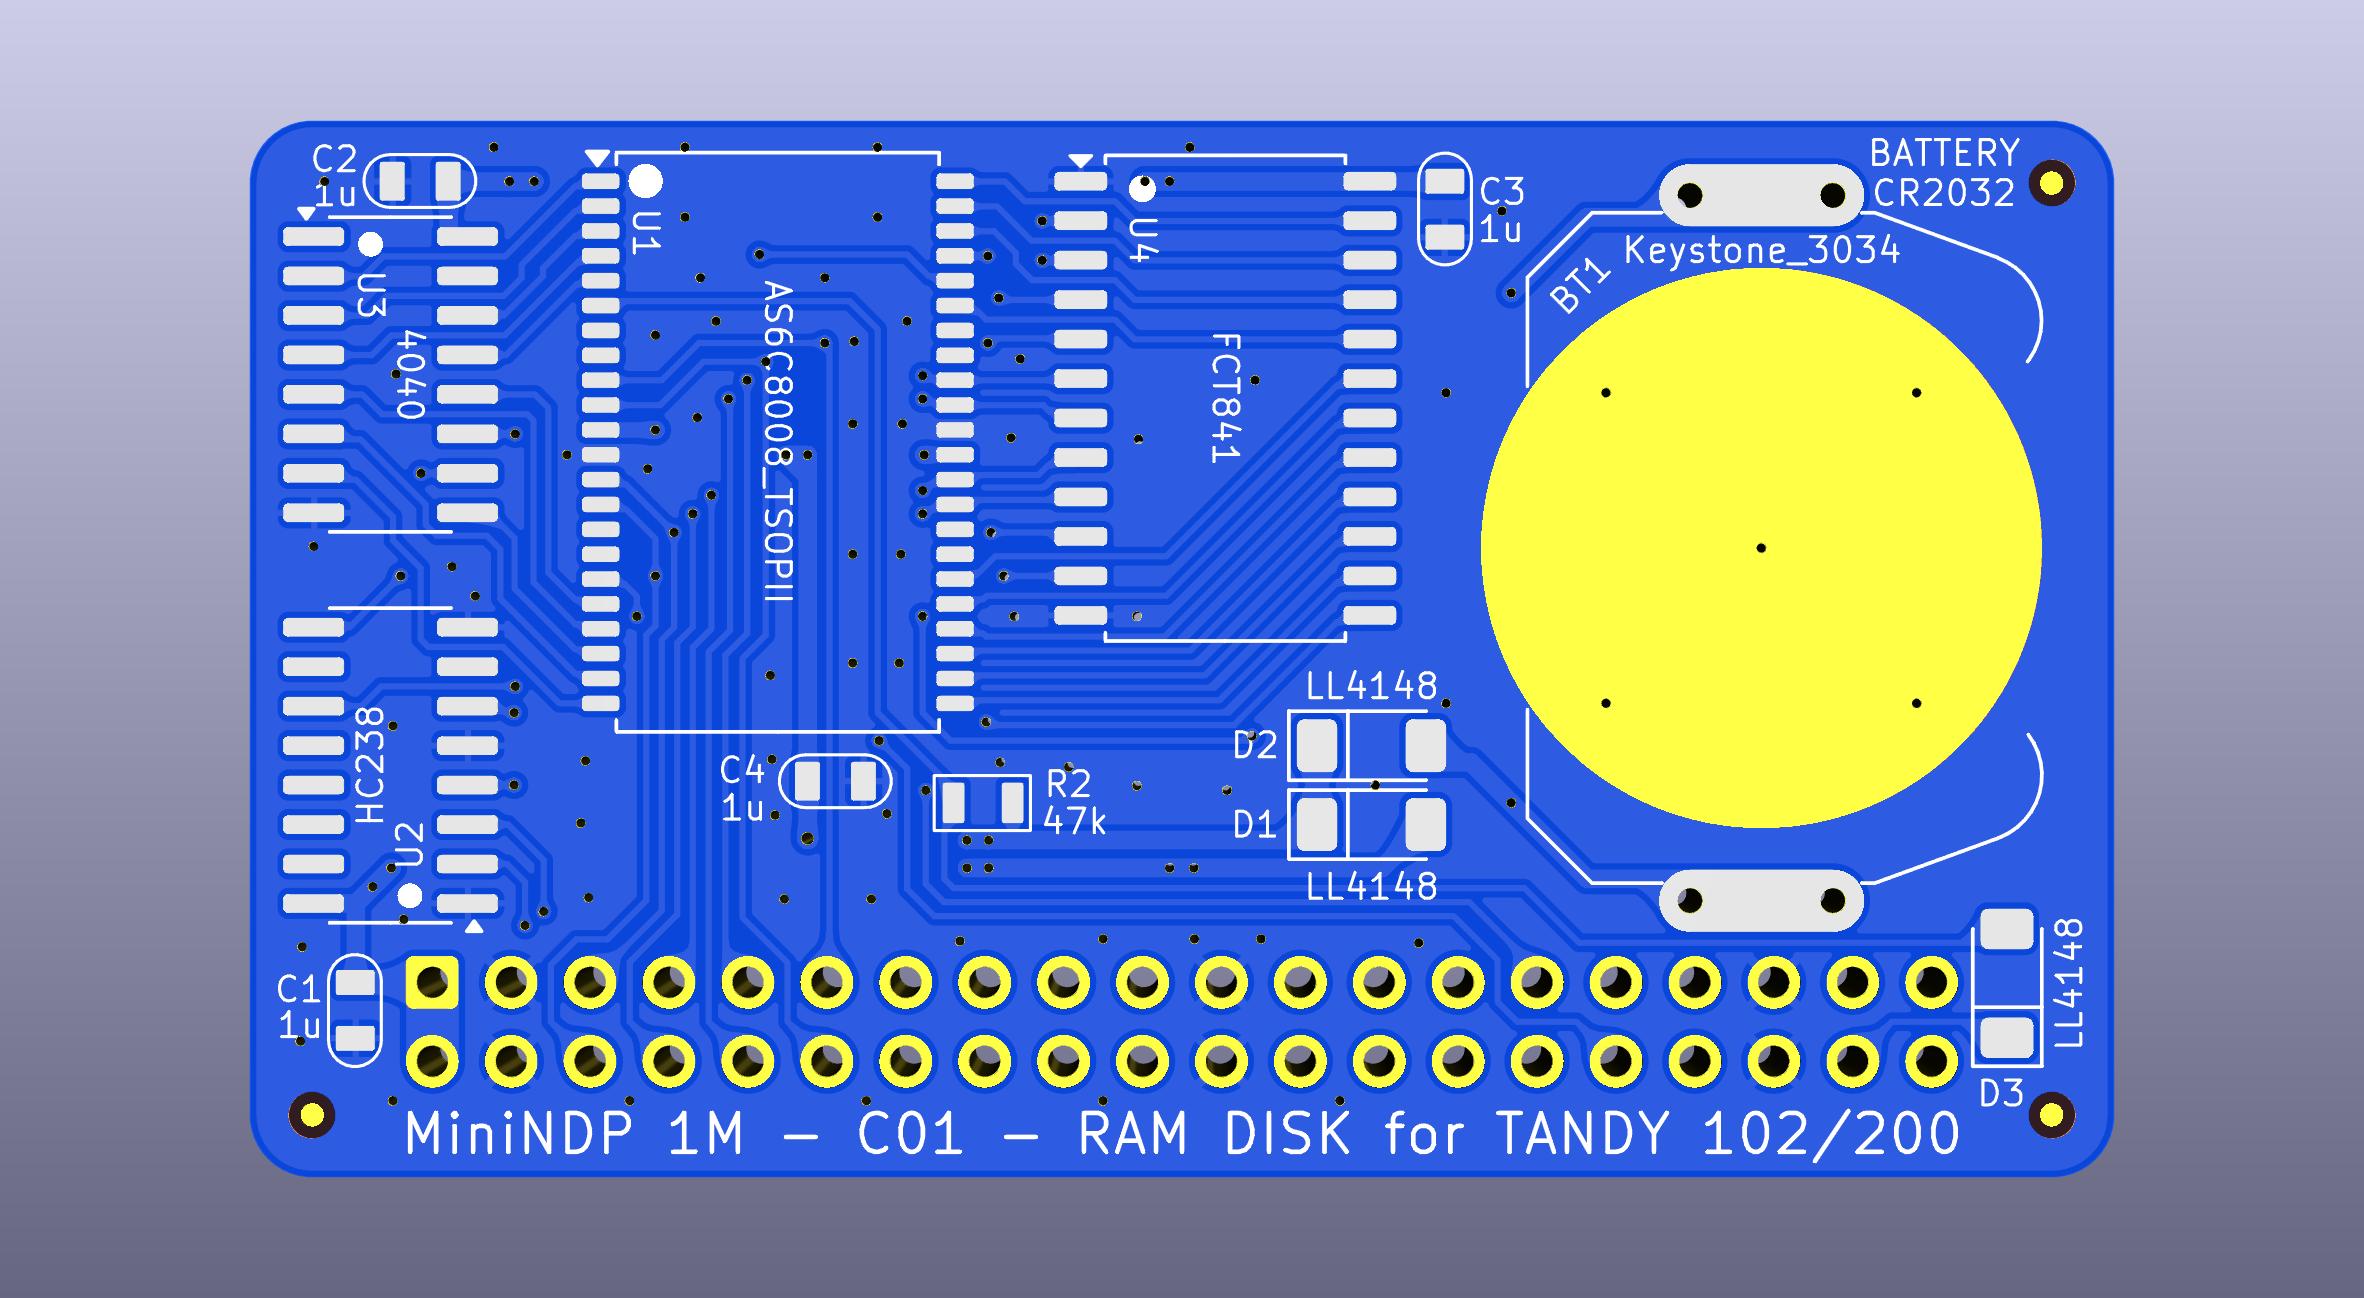 C2
1u
U3
4040
U1
AS6C8008_TSOPII
U4
FCT841
C3
1u
BATTERY
CR2032
Keystone_3034
BT1
HC238
U2
C4
1u
R2
47k
LL4148
D2
D1
LL4148
C1
1u
LL4148
D3
MiniNDP 1M – C01 – RAM DISK for TANDY 102/200